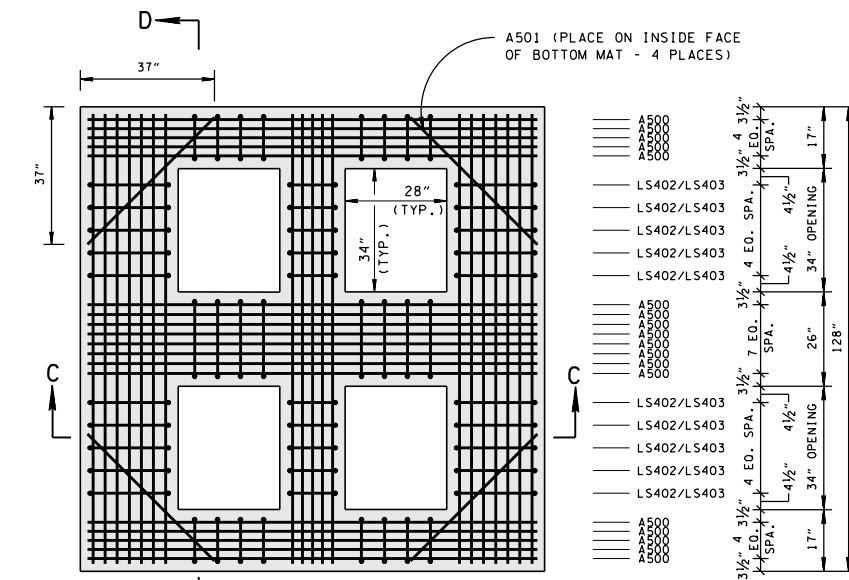 D
A501 (PLACE ON INSIDE FACE
OF BOTTOM MAT - 4 PLACES)
37"
37"
28"
(TYP.)
34"
(TYP.)
C
C
A500
A500
A500
A500
A500
LS402/LS403
LS402/LS403
LS402/LS403
LS402/LS403
LS402/LS403
A500
A500
A500
A500
A500
A500
A500
A500
LS402/LS403
LS402/LS403
LS402/LS403
LS402/LS403
LS402/LS403
A500
A500
A500
A500
A500
3½"
4 EQ. SPA.
3½"
4½"
4 EQ. SPA.
4½"
3½"
7 EQ. SPA.
3½"
4½"
4 EQ. SPA.
4½"
3½"
4 EQ. SPA.
3½"
17"
34" OPENING
26"
34" OPENING
17"
128"